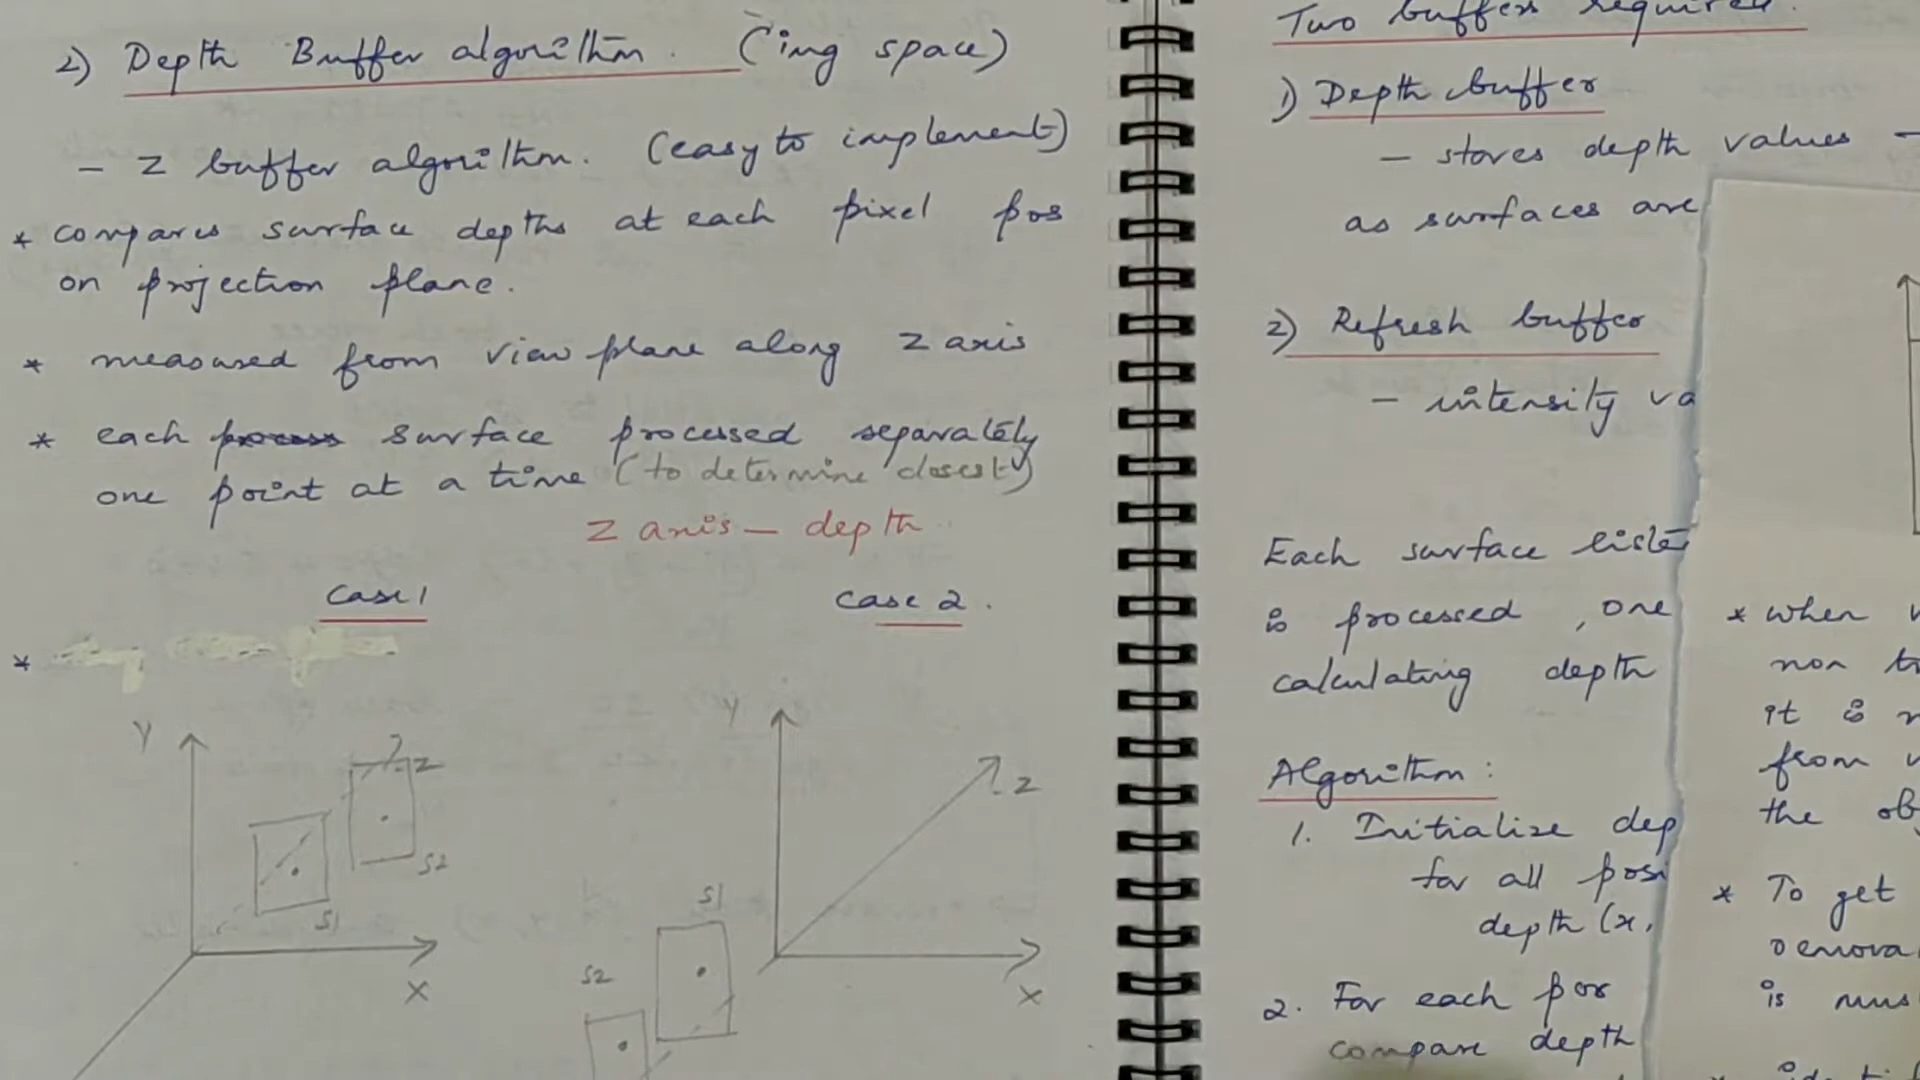 2) Depth Buffer algorithm. (img space)
- z buffer algorithm. (easy to implement)
* compares surface depths at each pixel pos
on projection plane.
* measured from view plane along z axis
* each process surface processed separately
one point at a time (to determine closest)
z axis - depth
Case 1
Case 2.
*
Y
Z
S2
S1
X
Y
Z
S1
S2
X
Two buffer required.
1) Depth buffer
- stores depth values -
as surfaces are
2) Refresh buffer
- intensity va
Each surface liste
is processed, one
calculating depth
Algorithm:
1. Initialize dep
for all posi
depth (x,
2. For each pos
compare depth
* when
non
it is
from
the ob
* To get
is